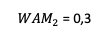 WAM₂ = 0,3